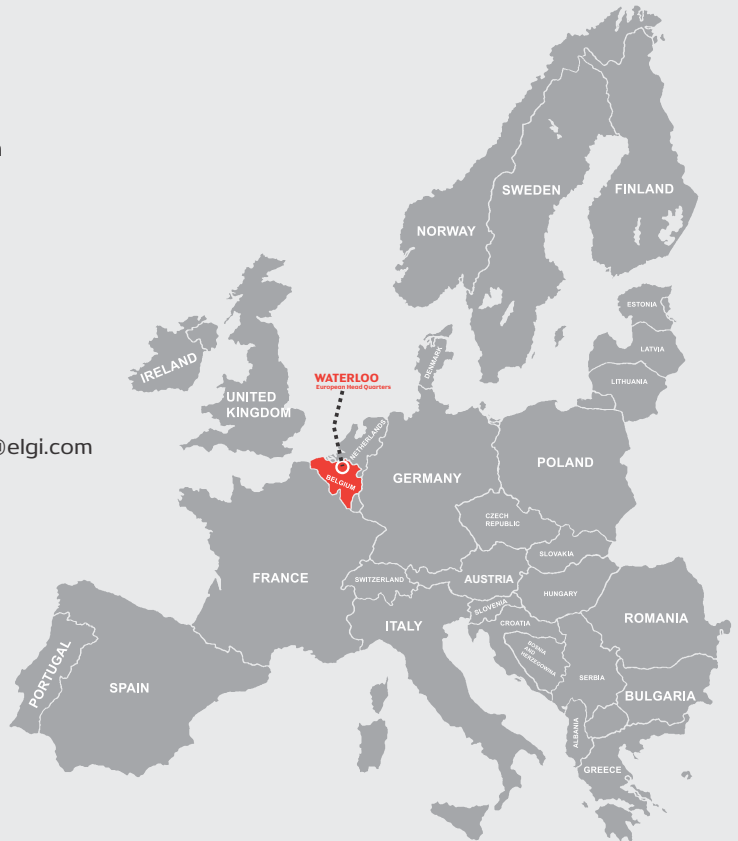 SWEDEN
FINLAND
NORWAY
ESTONIA
LATVIA
LITHUANIA
DENMARK
IRELAND
UNITED
KINGDOM
WATERLOO
European Head Quarters
NETHERLANDS
BELGIUM
@elgi.com
GERMANY
POLAND
CZECH
REPUBLIC
SLOVAKIA
FRANCE
SWITZERLAND
AUSTRIA
HUNGARY
SLOVENIA
CROATIA
ITALY
ROMANIA
BOSNIA
AND
HERZEGOWINA
SERBIA
PORTUGAL
SPAIN
BULGARIA
ALBANIA
GREECE